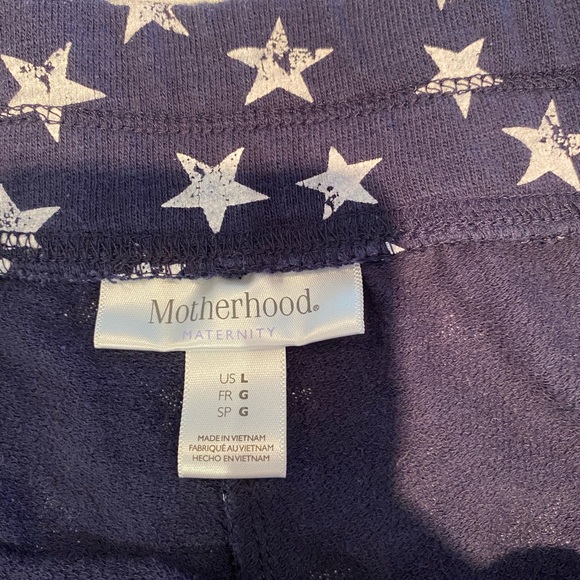 Motherhood®
MATERNITY
US L
FR G
SP G
MADE IN VIETNAM
FABRIQUÉ AU VIETNAM
HECHO EN VIETNAM